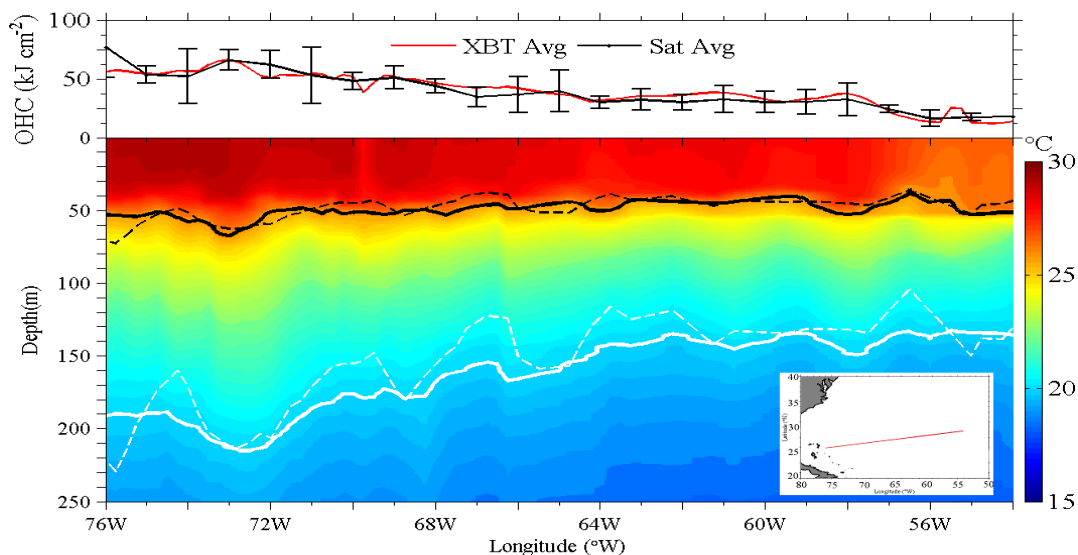 100
50
0
OHC (kJ cm⁻²)
XBT Avg
Sat Avg
°C
30
25
20
15
0
50
100
150
200
250
Depth(m)
76W 72W 68W 64W 60W 56W
Longitude (°W)
40
35
30
25
20
Latitude (°N)
80 75 70 65 60 55 50
Longitude (°W)